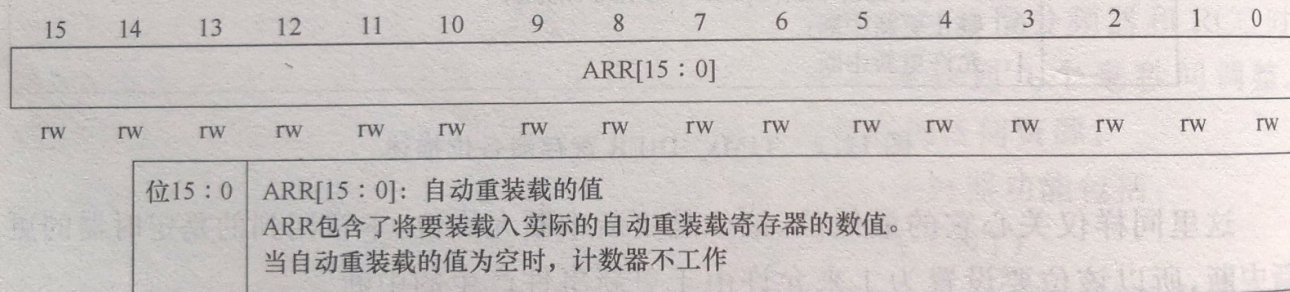 15 14 13 12 11 10 9 8 7 6 5 4 3 2 1 0
ARR[15：0]
rw rw rw rw rw rw rw rw rw rw rw rw rw rw rw rw
位15：0 ARR[15：0]：自动重装载的值
ARR包含了将要装载入实际的自动重装载寄存器的数值。
当自动重装载的值为空时，计数器不工作